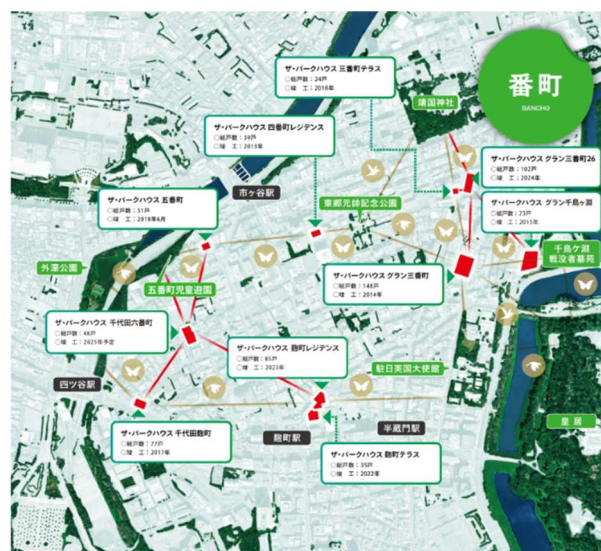 番町
BANCHO
ザ・パークハウス 三番町テラス
○総戸数：24戸
○竣　工：2018年
靖国神社
ザ・パークハウス 四番町レジデンス
○総戸数：39戸
○竣　工：2013年
ザ・パークハウス グラン三番町26
○総戸数：102戸
○竣　工：2024年
市ヶ谷駅
ザ・パークハウス 五番町
○総戸数：31戸
○竣　工：2018年6月
東郷元帥記念公園
ザ・パークハウス グラン千鳥ヶ淵
○総戸数：73戸
○竣　工：2015年
千鳥ケ淵
戦没者墓苑
外濠公園
五番町児童遊園
ザ・パークハウス グラン三番町
○総戸数：148戸
○竣　工：2014年
ザ・パークハウス 千代田六番町
○総戸数：48戸
○竣　工：2025年予定
ザ・パークハウス 麴町レジデンス
○総戸数：85戸
○竣　工：2023年
駐日英国大使館
四ツ谷駅
皇居
ザ・パークハウス 千代田麴町
○総戸数：77戸
○竣　工：2017年
麴町駅
半蔵門駅
ザ・パークハウス 麴町テラス
○総戸数：35戸
○竣　工：2022年